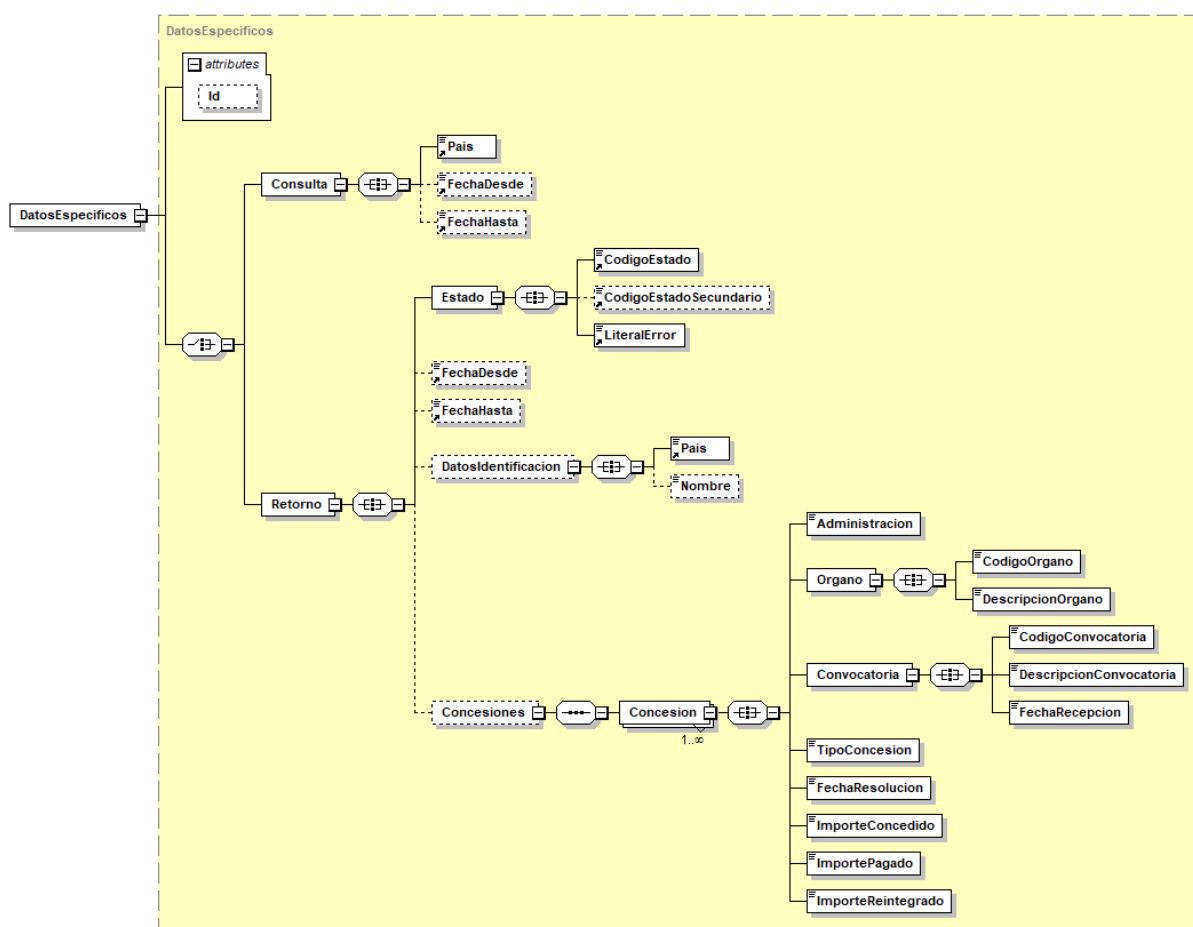 DatosEspecificos
attributes
Id
Pais
Consulta
FechaDesde
DatosEspecificos
FechaHasta
CodigoEstado
Estado
CodigoEstadoSecundario
LiteralError
FechaDesde
FechaHasta
Pais
DatosIdentificacion
Nombre
Retorno
Administracion
CodigoOrgano
Organo
DescripcionOrgano
CodigoConvocatoria
Convocatoria
DescripcionConvocatoria
FechaRecepcion
Concesiones
Concesion
1..∞
TipoConcesion
FechaResolucion
ImporteConcedido
ImportePagado
ImporteReintegrado